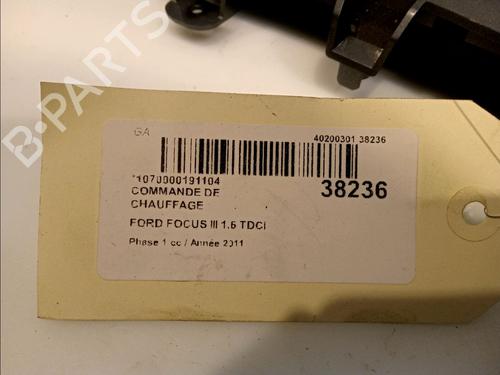 B-PARTS
GA
40200301 38236
*1070000191104
38236
COMMANDE DE
CHAUFFAGE
FORD FOCUS III 1.6 TDCI
Phase 1 cc / Année 2011